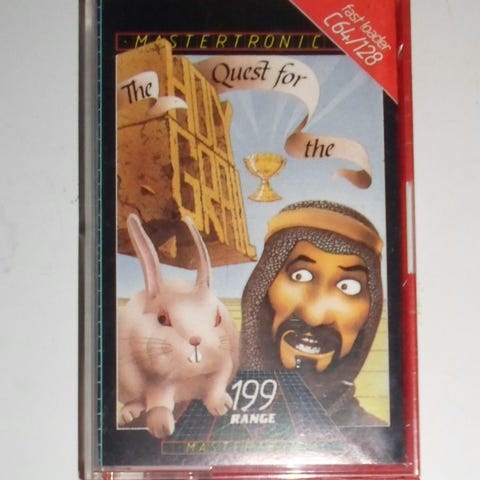 MASTERTRONIC
fast loader
C64/128
The Quest for
the
HOLY
GRAIL
199
RANGE